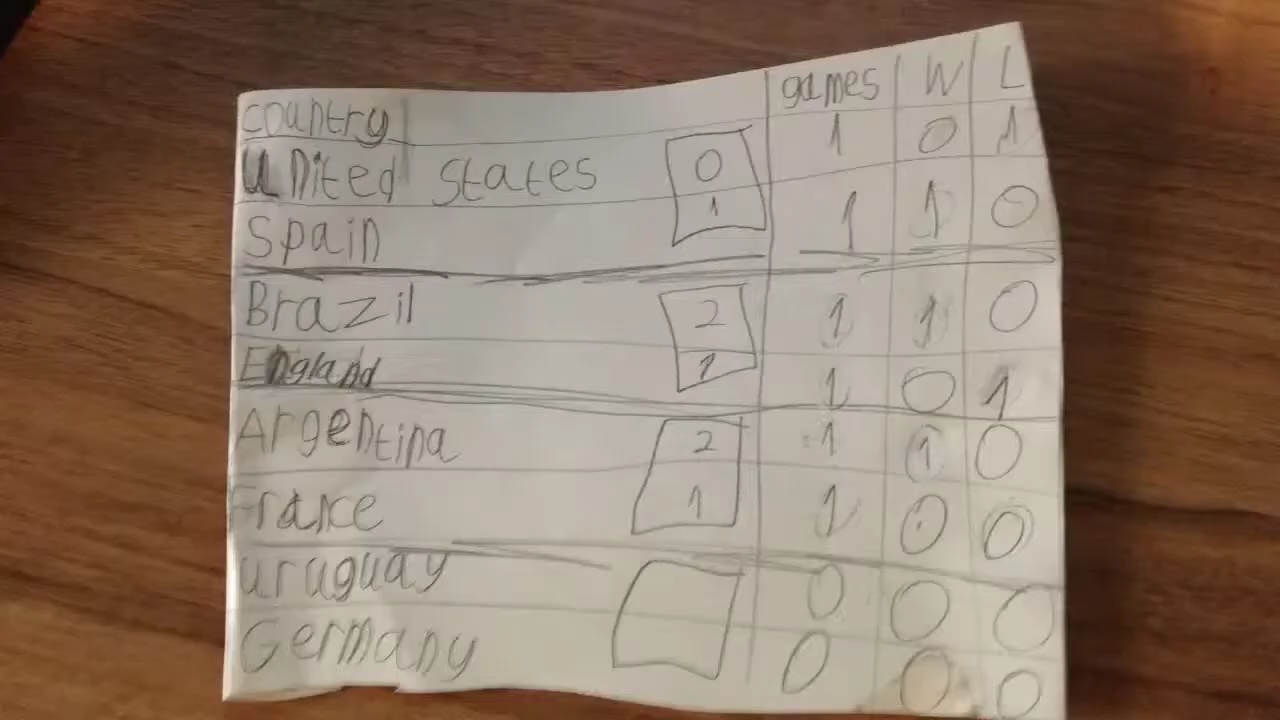 country games W L
United States 0 1 0 1
Spain 1 1 1 0
Brazil 2 1 1 0
England 1 1 0 1
Argentina 2 1 1 0
France 1 1 0 0
uruguay 0 0 0
Germany 0 0 0